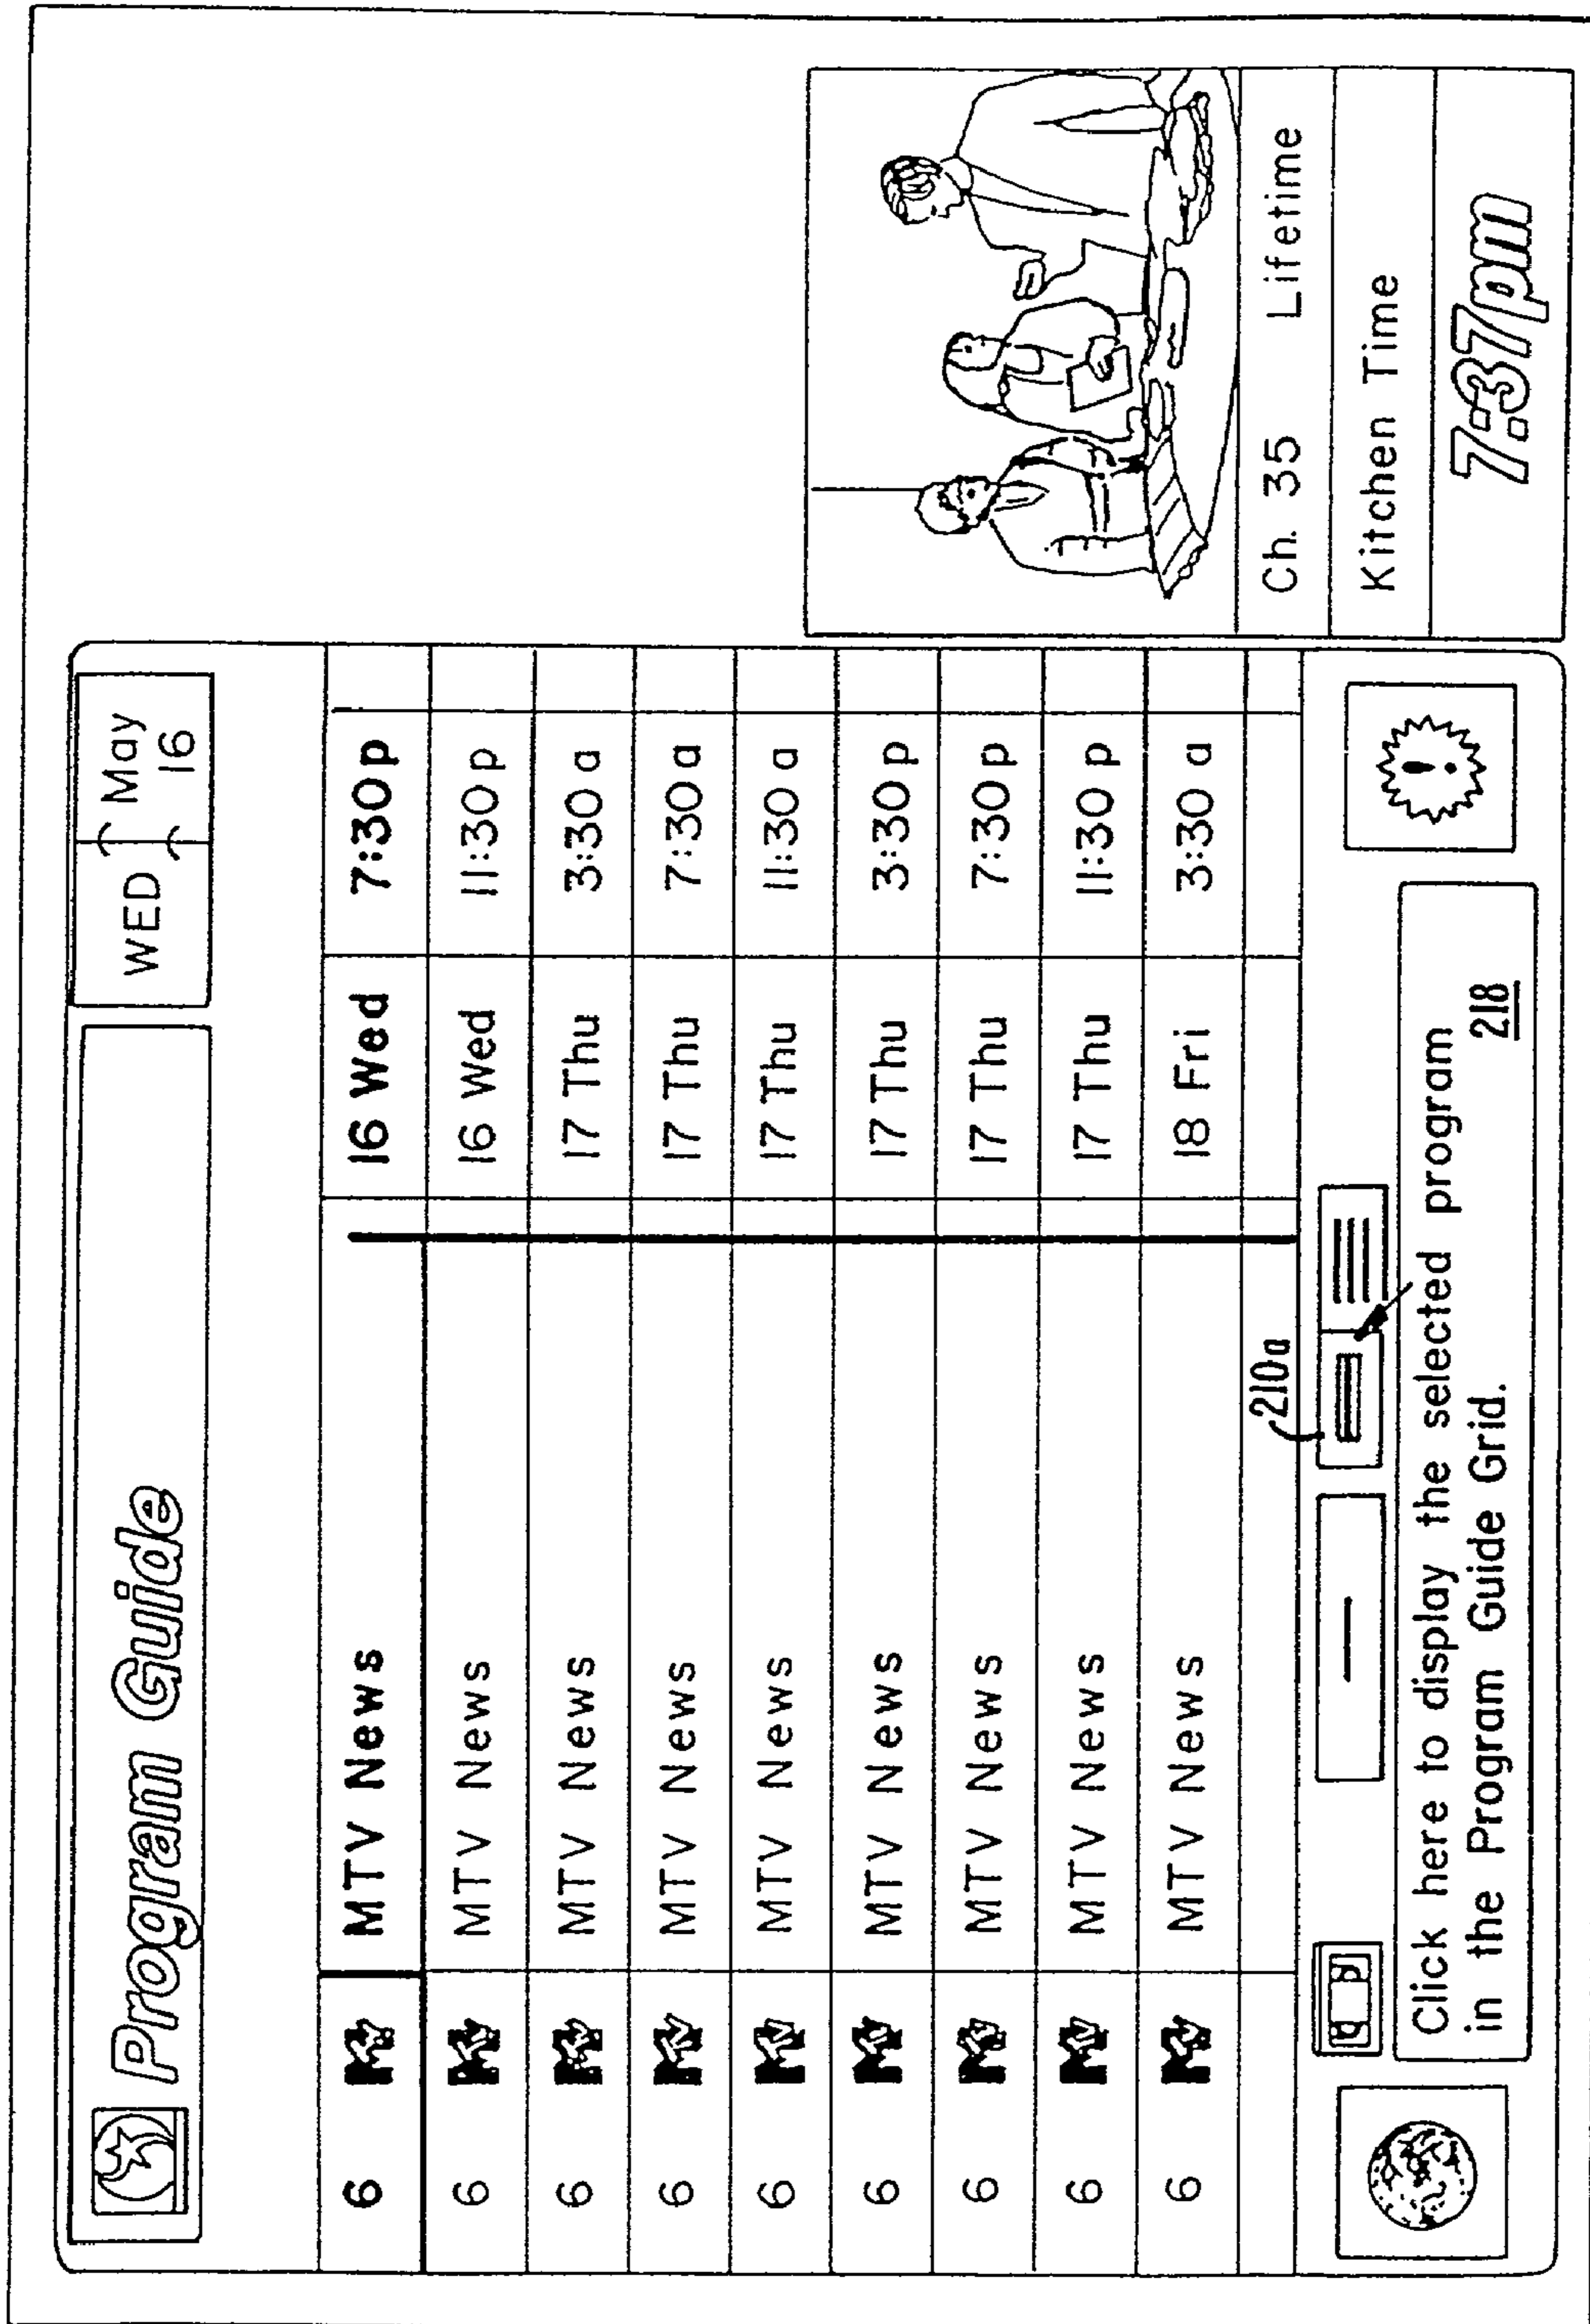 Program Guide
WED May 16
6 MTV News 16 Wed 7:30p
6 MTV News 16 Wed 11:30p
6 MTV News 17 Thu 3:30a
6 MTV News 17 Thu 7:30a
6 MTV News 17 Thu 11:30a
6 MTV News 17 Thu 3:30p
6 MTV News 17 Thu 7:30p
6 MTV News 17 Thu 11:30p
6 MTV News 18 Fri 3:30a
210a
Click here to display the selected program
in the Program Guide Grid. 218
Ch. 35 Lifetime
Kitchen Time
7:37pm